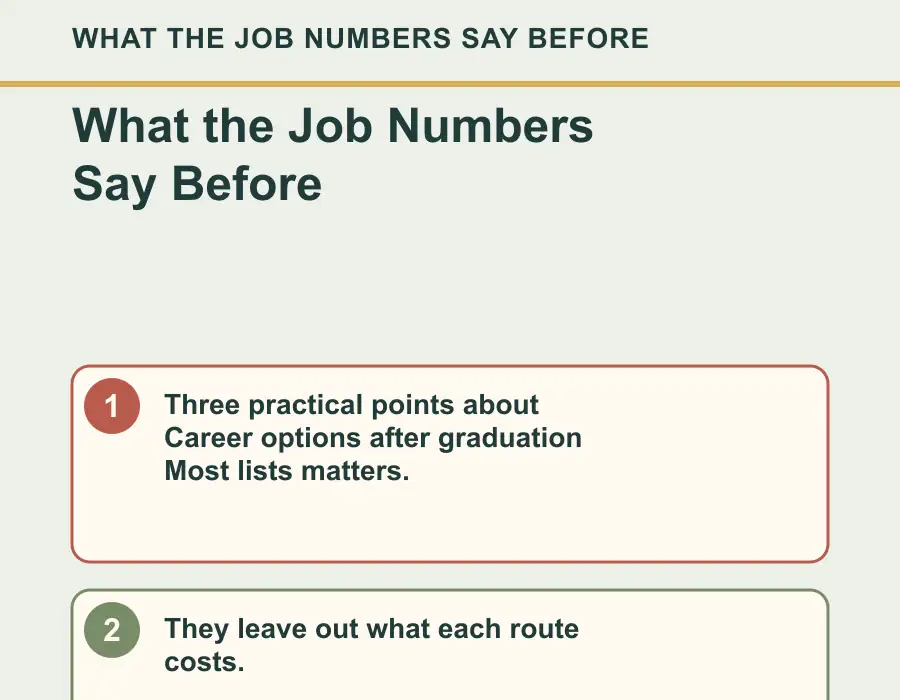 WHAT THE JOB NUMBERS SAY BEFORE
What the Job Numbers
Say Before
1
Three practical points about
Career options after graduation
Most lists matters.
2
They leave out what each route
costs.